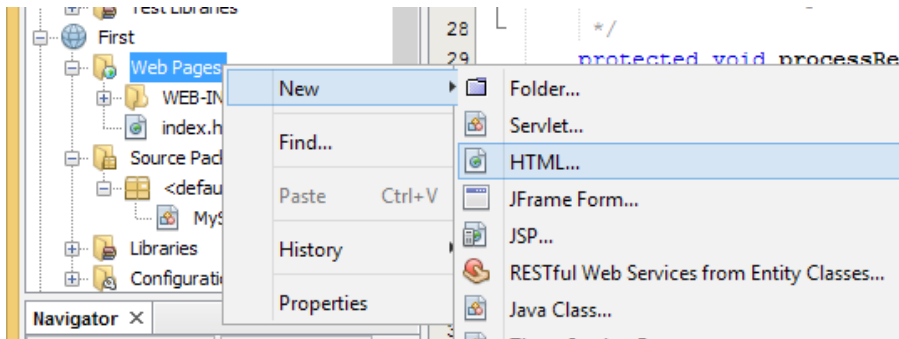 Test Libraries
First
Web Pages
WEB-IN
index.h
Source Pack
<defau
MyS
Libraries
Configurati
Navigator ×
28 */
29 protected void processRe
New
Find...
Paste Ctrl+V
History
Properties
Folder...
Servlet...
HTML...
JFrame Form...
JSP...
RESTful Web Services from Entity Classes...
Java Class...